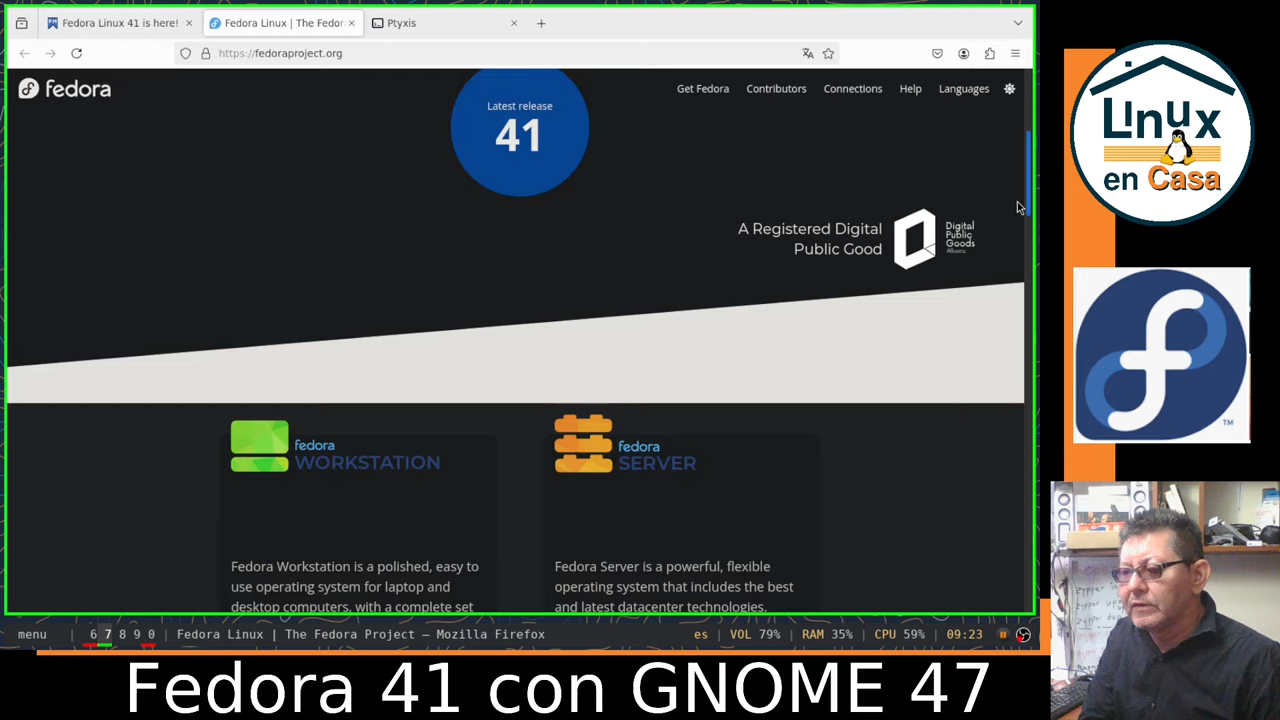 Fedora Linux 41 is here!
Fedora Linux | The Fedor
Ptyxis
https://fedoraproject.org
fedora
Get Fedora
Contributors
Connections
Help
Languages
Latest release
41
A Registered Digital
Public Good
Digital
Public
Goods
Alliance
fedora
WORKSTATION
fedora
SERVER
Fedora Workstation is a polished, easy to
use operating system for laptop and
desktop computers, with a complete set
Fedora Server is a powerful, flexible
operating system that includes the best
and latest datacenter technologies.
menu | 6 7 8 9 0 | Fedora Linux | The Fedora Project — Mozilla Firefox
es | VOL 79% | RAM 35% | CPU 59% | 09:23
Linux
en Casa
TM
Fedora 41 con GNOME 47